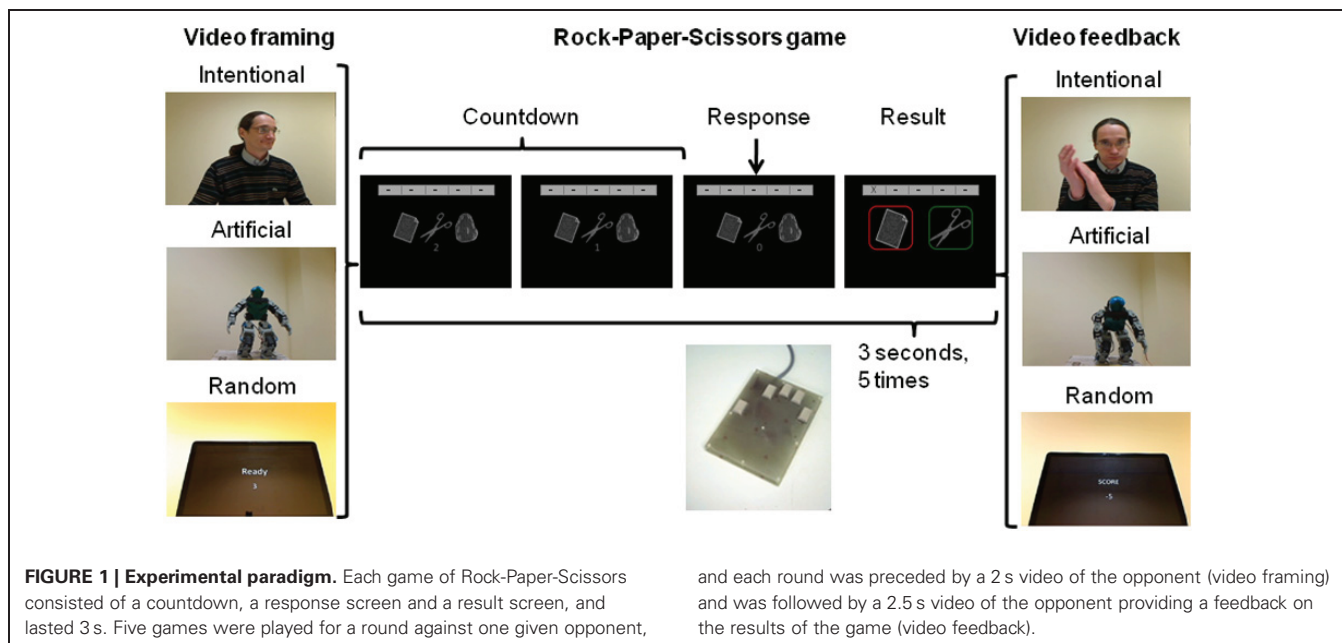 Video framing
Rock-Paper-Scissors game
Video feedback
Intentional
Artificial
Random
Ready
3
Countdown
Response
Result
- - - - -
2
- - - - -
1
- - - - -
0
X - - - -
3 seconds,
5 times
Intentional
Artificial
Random
SCORE
-5
FIGURE 1 | Experimental paradigm. Each game of Rock-Paper-Scissors
consisted of a countdown, a response screen and a result screen, and
lasted 3 s. Five games were played for a round against one given opponent,
and each round was preceded by a 2 s video of the opponent (video framing)
and was followed by a 2.5 s video of the opponent providing a feedback on
the results of the game (video feedback).